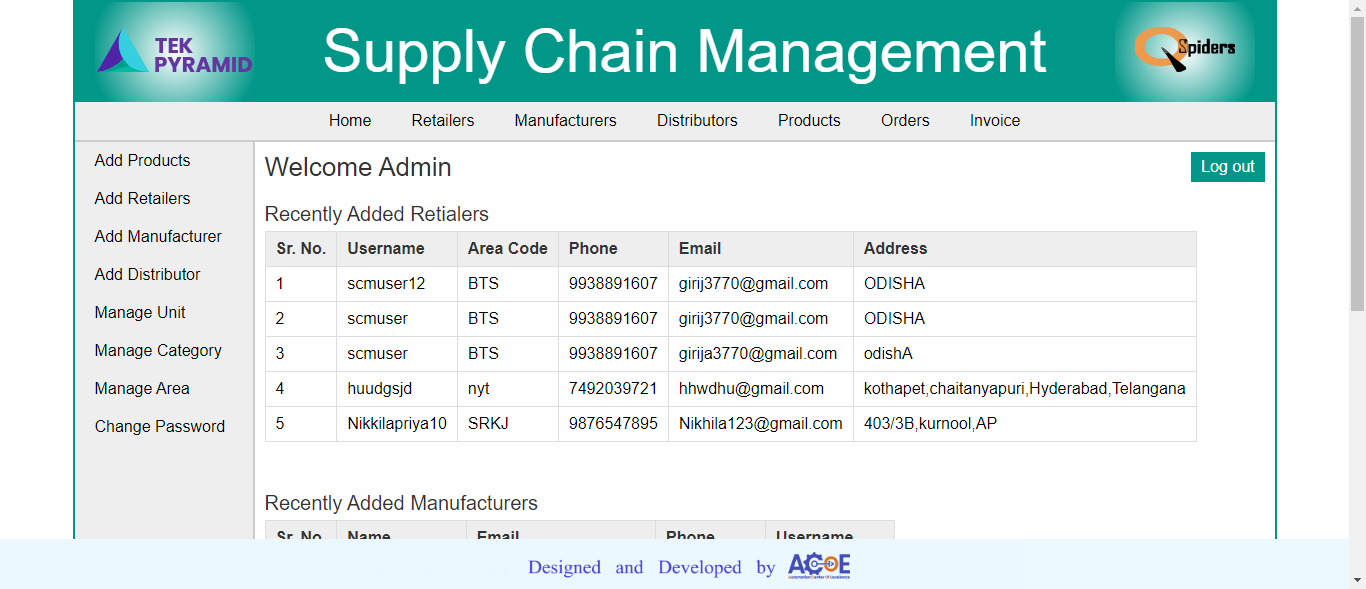 TEK
PYRAMID
Supply Chain Management
Spiders
Home Retailers Manufacturers Distributors Products Orders Invoice
Add Products
Add Retailers
Add Manufacturer
Add Distributor
Manage Unit
Manage Category
Manage Area
Change Password
Welcome Admin
Log out
Recently Added Retialers
Sr. No. Username Area Code Phone Email Address
1 scmuser12 BTS 9938891607 girij3770@gmail.com ODISHA
2 scmuser BTS 9938891607 girij3770@gmail.com ODISHA
3 scmuser BTS 9938891607 girija3770@gmail.com odishA
4 huudgsjd nyt 7492039721 hhwdhu@gmail.com kothapet,chaitanyapuri,Hyderabad,Telangana
5 Nikkilapriya10 SRKJ 9876547895 Nikhila123@gmail.com 403/3B,kurnool,AP
Recently Added Manufacturers
Sr. No. Name Email Phone Username
Designed and Developed by ACOE
Automation Center Of Excellence